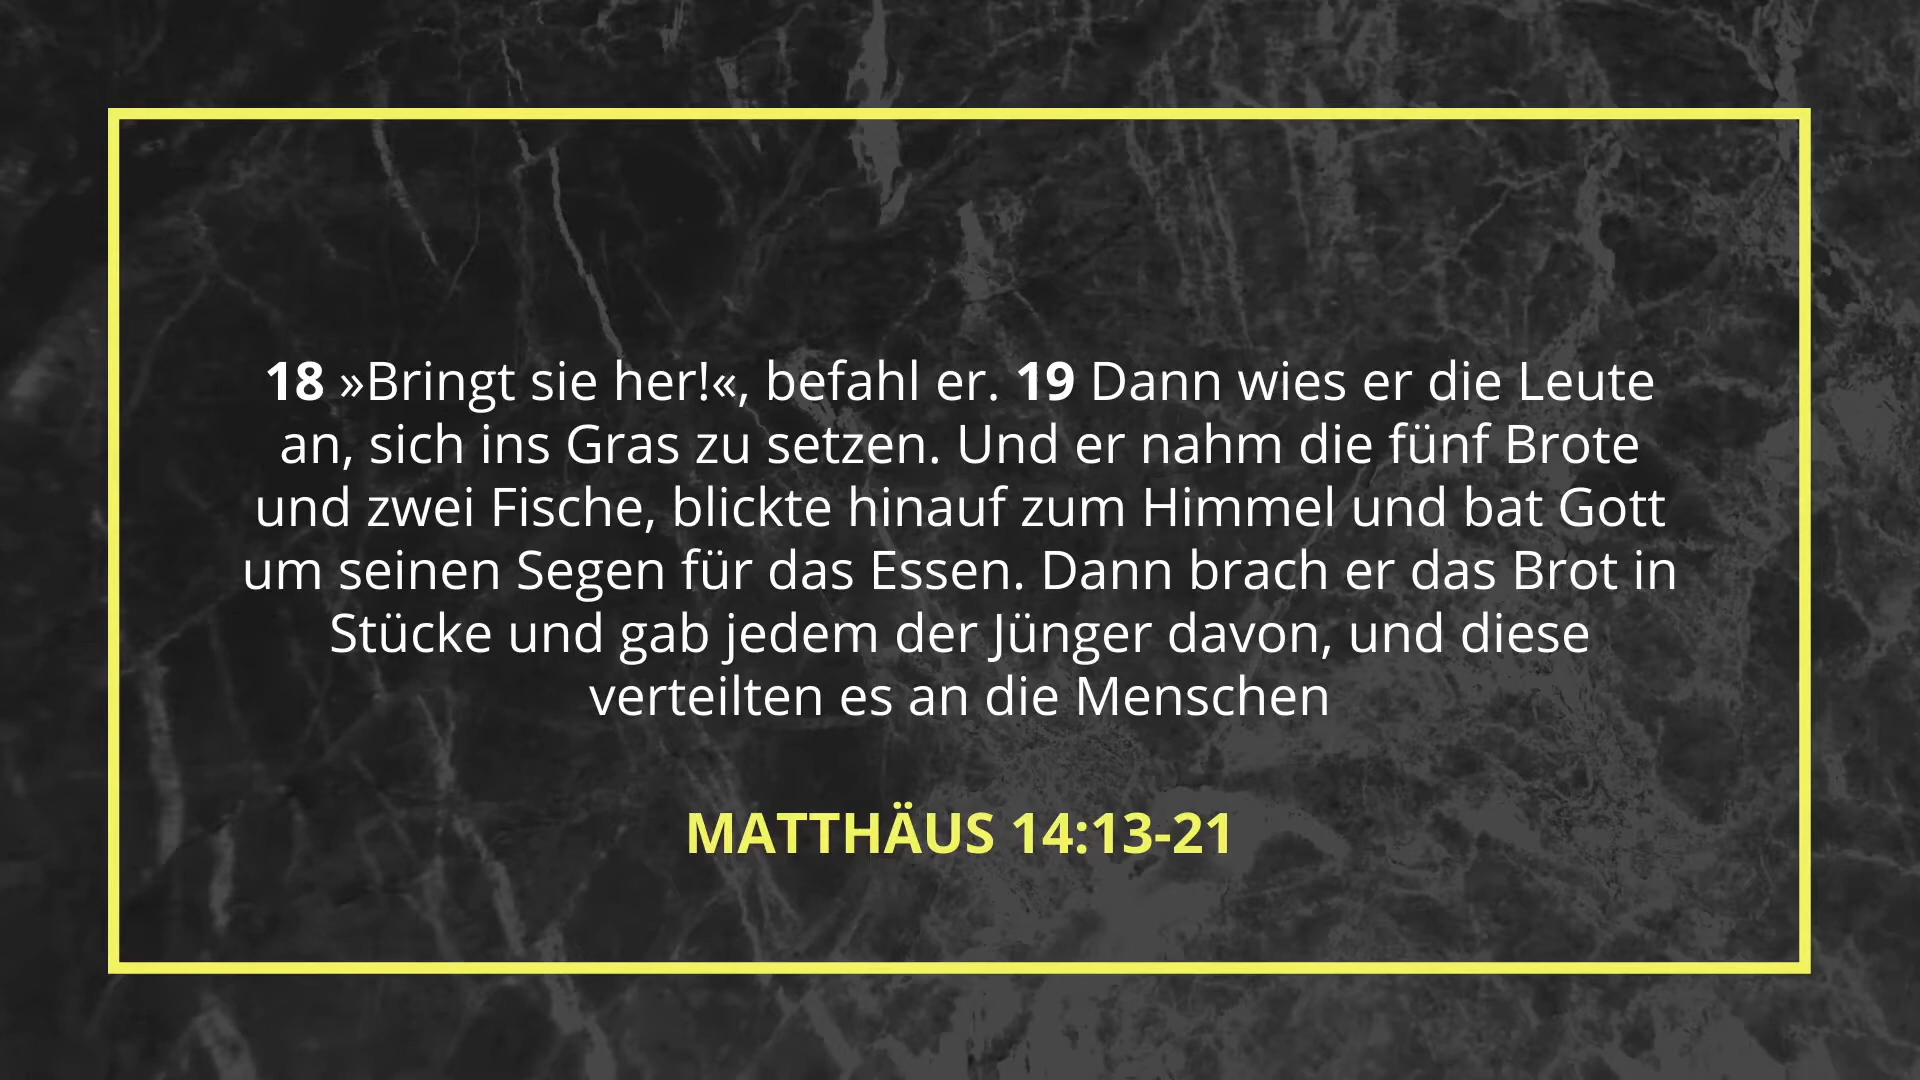 18 »Bringt sie her!«, befahl er. 19 Dann wies er die Leute
an, sich ins Gras zu setzen. Und er nahm die fünf Brote
und zwei Fische, blickte hinauf zum Himmel und bat Gott
um seinen Segen für das Essen. Dann brach er das Brot in
Stücke und gab jedem der Jünger davon, und diese
verteilten es an die Menschen
MATTHÄUS 14:13-21